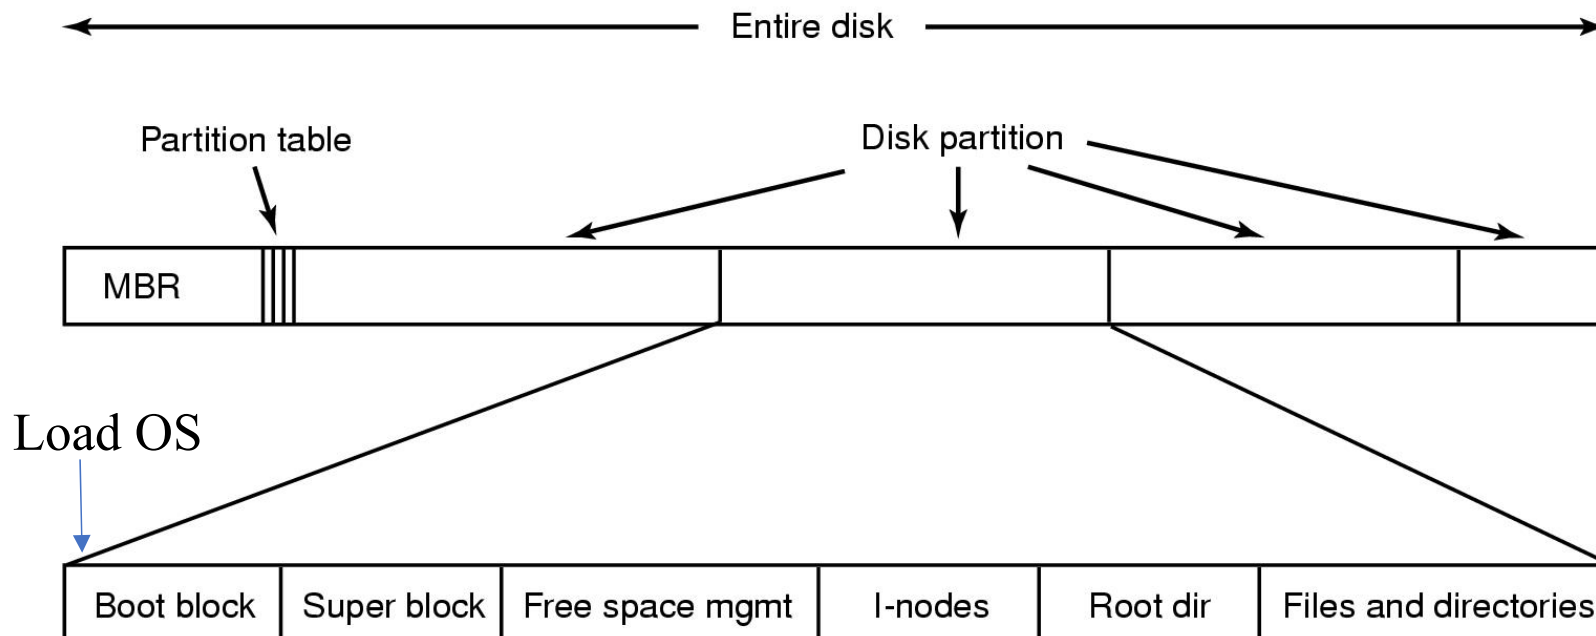 Entire disk
Partition table
Disk partition
MBR
Load OS
Boot block
Super block
Free space mgmt
I-nodes
Root dir
Files and directories